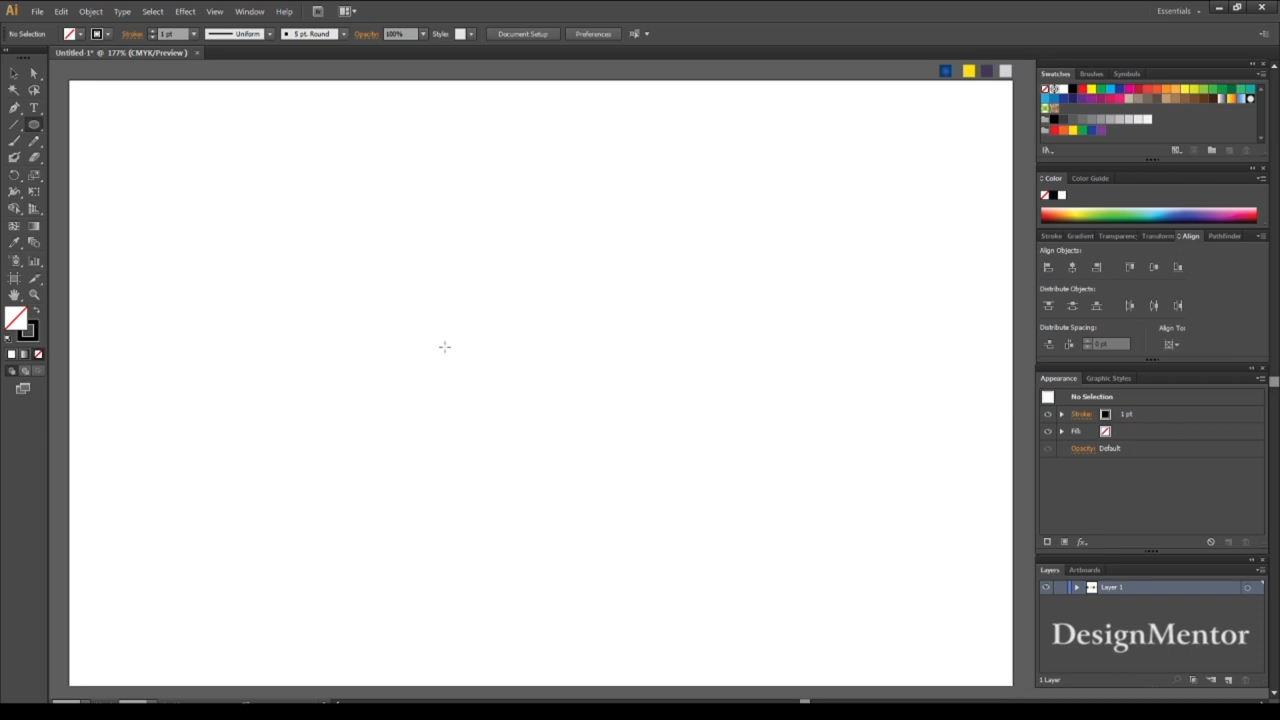 Ai File Edit Object Type Select Effect View Window Help Essentials
No Selection Stroke: 1 pt Uniform 5 pt. Round Opacity: 100% Style: Document Setup Preferences
Untitled-1* @ 177% (CMYK/Preview) ×
Swatches Brushes Symbols
Color Color Guide
Stroke Gradient Transparenc Transform Align Pathfinder
Align Objects:
Distribute Objects:
Distribute Spacing: Align To:
0 pt
Appearance Graphic Styles
No Selection
Stroke: 1 pt
Fill:
Opacity: Default
Layers Artboards
Layer 1
DesignMentor
1 Layer